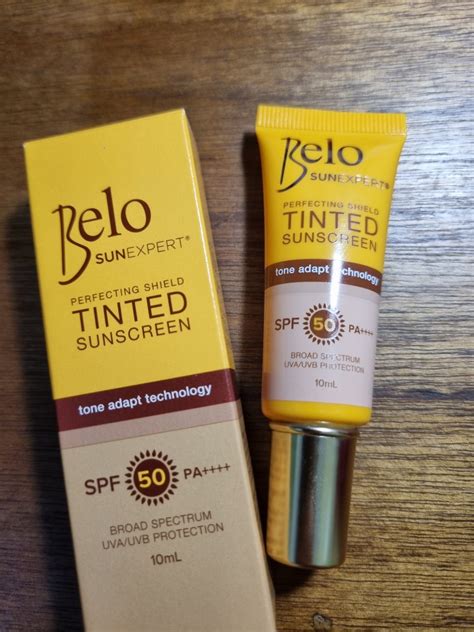 Belo
SUNEXPERT®
PERFECTING SHIELD
TINTED
SUNSCREEN
tone adapt technology
SPF 50 PA++++
BROAD SPECTRUM
UVA/UVB PROTECTION
10mL
Belo
SUNEXPERT®
PERFECTING SHIELD
TINTED
SUNSCREEN
tone adapt technology
SPF 50 PA++++
BROAD SPECTRUM
UVA/UVB PROTECTION
10mL